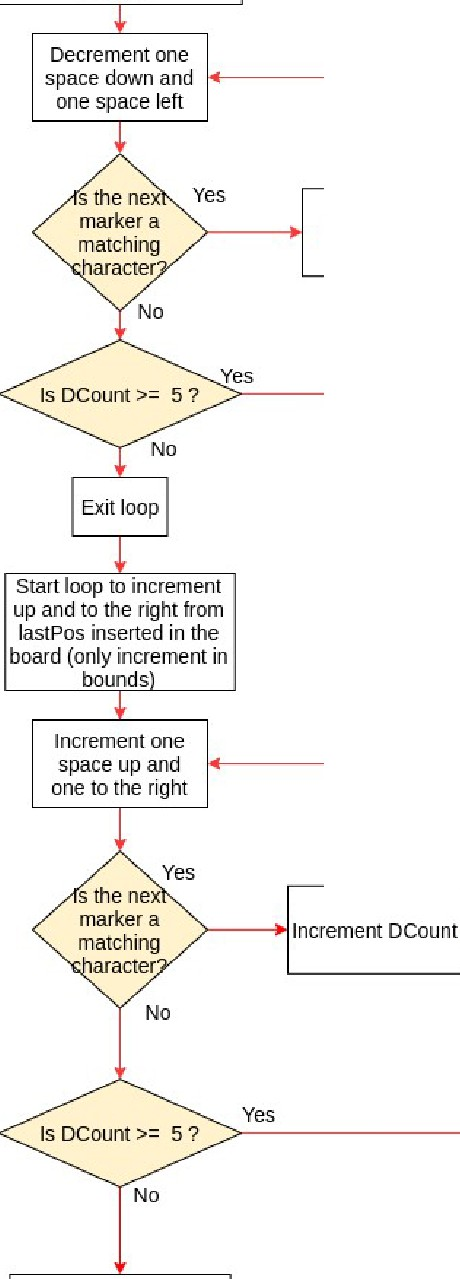 Decrement one
space down and
one space left
Yes
Is the next
marker a
matching
character?
No
Yes
Is DCount >= 5 ?
No
Exit loop
Start loop to increment
up and to the right from
lastPos inserted in the
board (only increment in
bounds)
Increment one
space up and
one to the right
Yes
Is the next
marker a
matching
character?
Increment DCount
No
Yes
Is DCount >= 5 ?
No